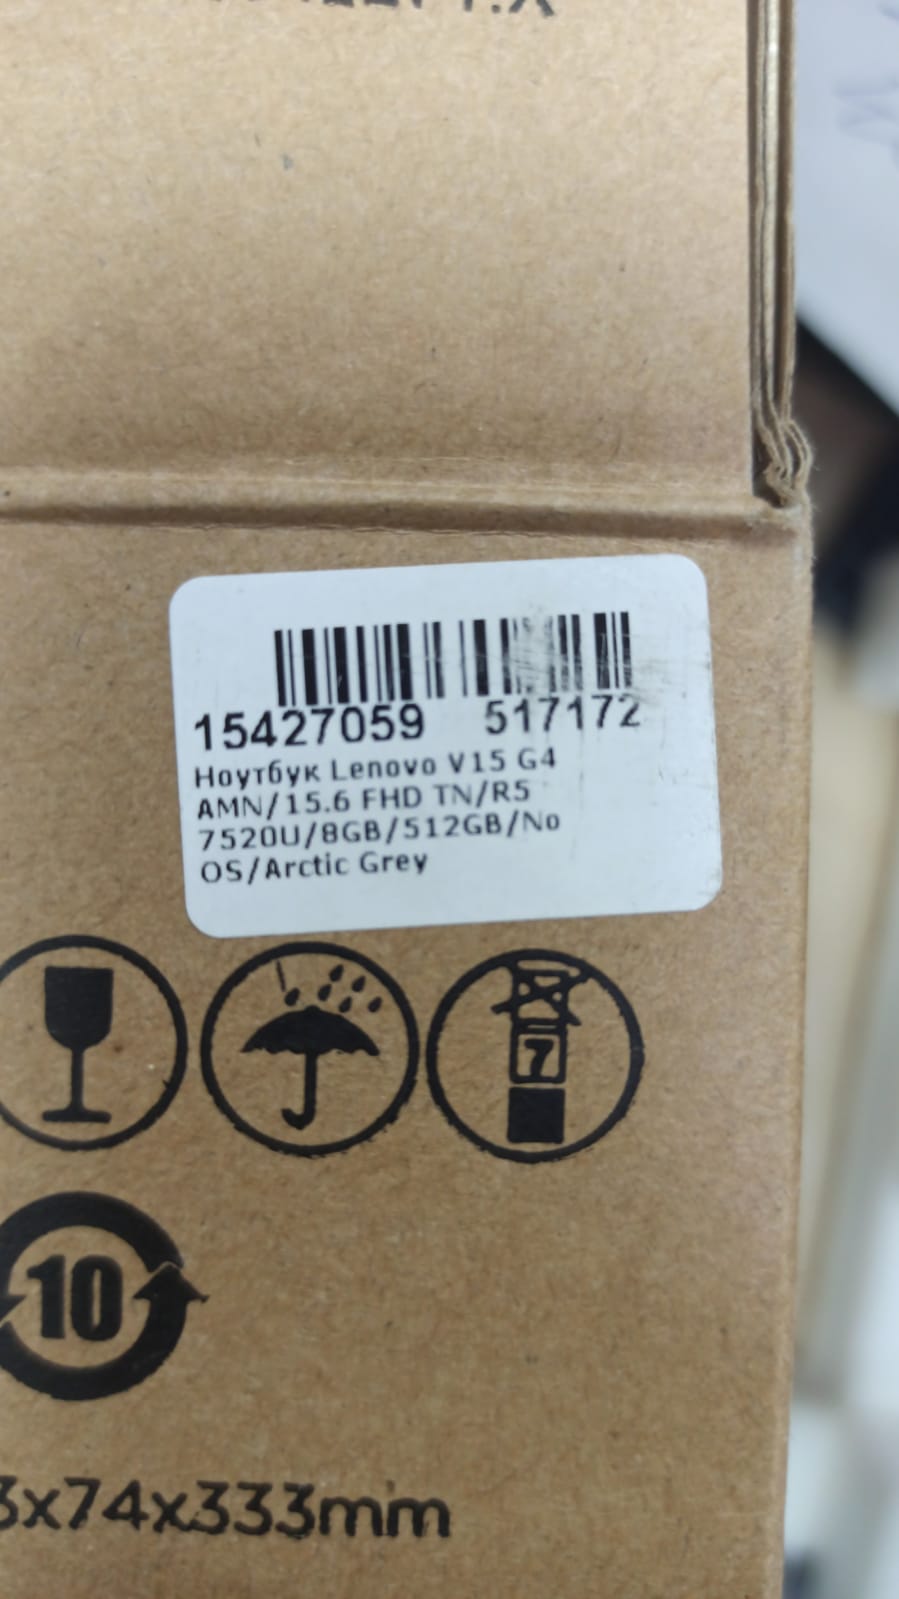 15427059 517172
Ноутбук Lenovo V15 G4
AMN/15.6 FHD TN/R5
7520U/8GB/512GB/No
OS/Arctic Grey
7
10
3x74x333mm